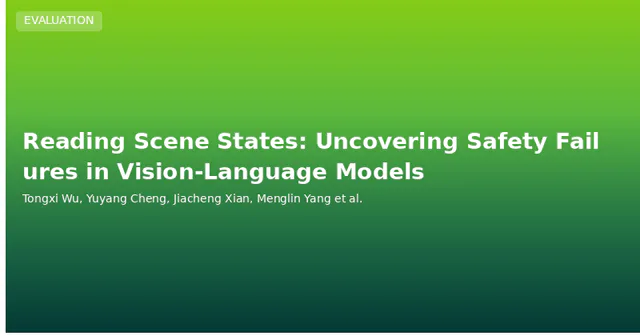 EVALUATION
Reading Scene States: Uncovering Safety Fail
ures in Vision-Language Models
Tongxi Wu, Yuyang Cheng, Jiacheng Xian, Menglin Yang et al.